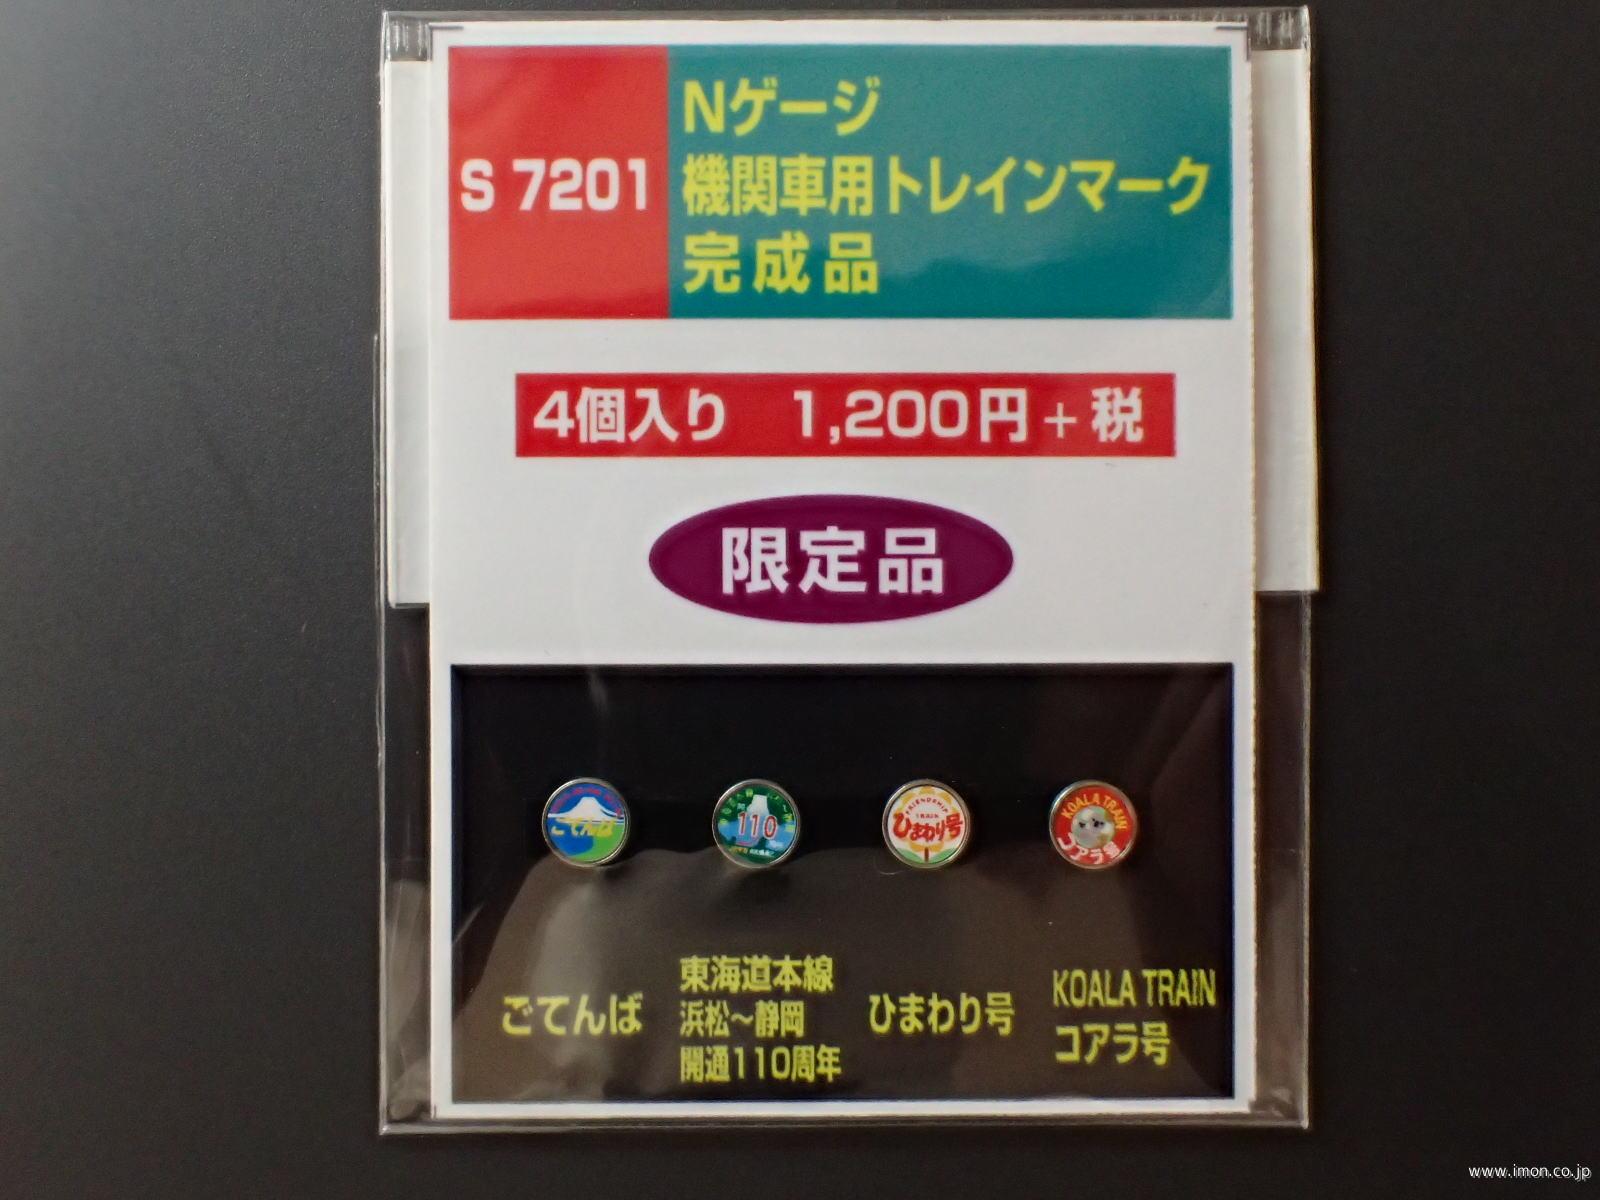 S 7201
Nゲージ
機関車用トレインマーク
完成品
4個入り 1,200円+税
限定品
ごてんば
110
FRIENDSHIP
TRAIN
ひまわり号
KOALA TRAIN
コアラ号
ごてんば
東海道本線
浜松~静岡
開通110周年
ひまわり号
KOALA TRAIN
コアラ号
www.imon.co.jp